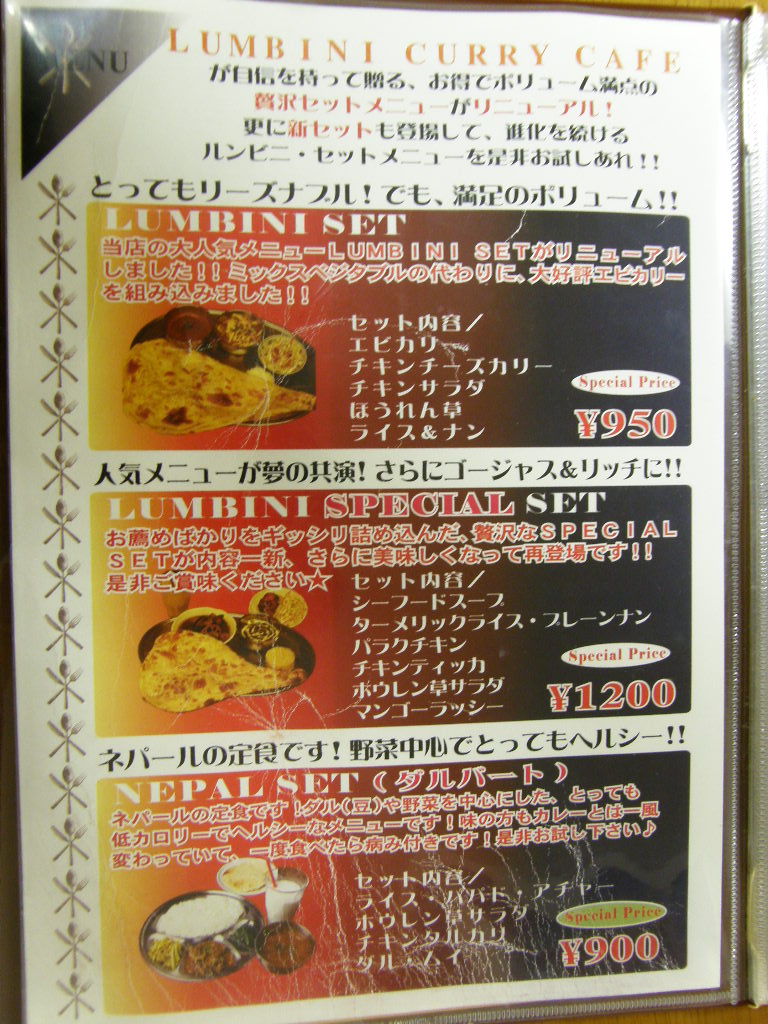 MENU
LUMBINI CURRY CAFE
が自信を持って贈る、お得でボリューム満点の
贅沢セットメニューがリニューアル!
更に新セットも登場して、進化を続ける
ルンビニ・セットメニューを是非お試しあれ!!
とってもリーズナブル!でも、満足のボリューム!!
LUMBINI SET
当店の大人気メニューLUMBINI SETがリニューアル
しました!!ミックスベジタブルの代わりに、大好評エビカリー
を組み込みました!!
セット内容/
エビカリー
チキンチーズカリー
チキンサラダ
ほうれん草
ライス&ナン
Special Price
¥950
人気メニューが夢の共演!さらにゴージャス&リッチに!!
LUMBINI SPECIAL SET
お薦めばかりをギッシリ詰め込んだ、贅沢なSPECIAL
SETが内容一新、さらに美味しくなって再登場です!!
是非ご賞味ください☆
セット内容/
シーフードスープ
ターメリックライス・プレーンナン
パラクチキン
チキンティッカ
ホウレン草サラダ
マンゴーラッシー
Special Price
¥1200
ネパールの定食です!野菜中心でとってもヘルシー!!
NEPAL SET(ダルバート)
ネパールの定食です!ダル(豆)や野菜を中心にした、とっても
低カロリーでヘルシーなメニューです!味の方もカレーとは一風
変わっていて、一度食べたら病み付きです!是非お試し下さい♪
セット内容/
ライス・パパド・アチャー
ホウレン草サラダ
チキンタルカリ
ダル・ムイ
Special Price
¥900